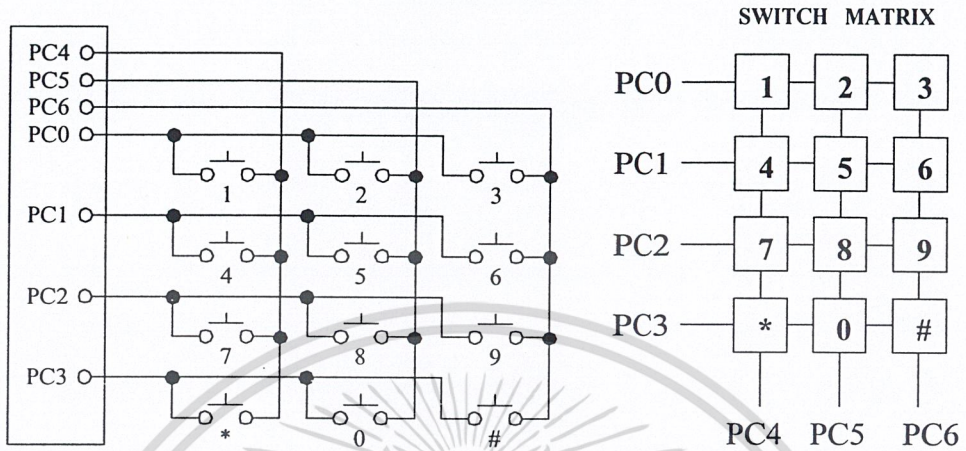 PC4
PC5
PC6
PC0
1 2 3
PC1
4 5 6
PC2
7 8 9
PC3
* 0 #
SWITCH MATRIX
PC0 1 2 3
PC1 4 5 6
PC2 7 8 9
PC3 * 0 #
PC4 PC5 PC6